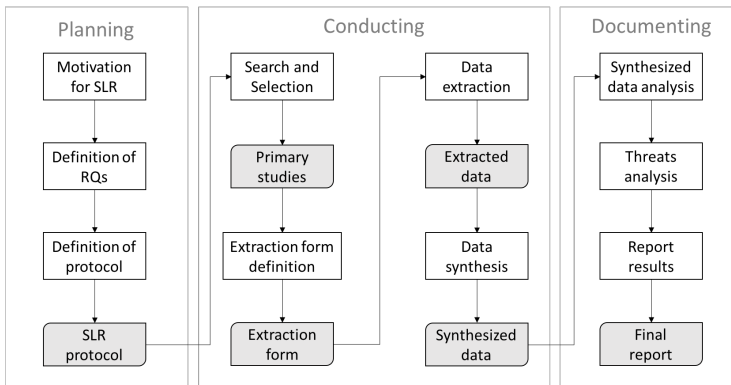 Planning
Motivation
for SLR
Definition of
RQs
Definition of
protocol
SLR
protocol
Conducting
Search and
Selection
Primary
studies
Extraction form
definition
Extraction
form
Data
extraction
Extracted
data
Data
synthesis
Synthesized
data
Documenting
Synthesized
data analysis
Threats
analysis
Report
results
Final
report